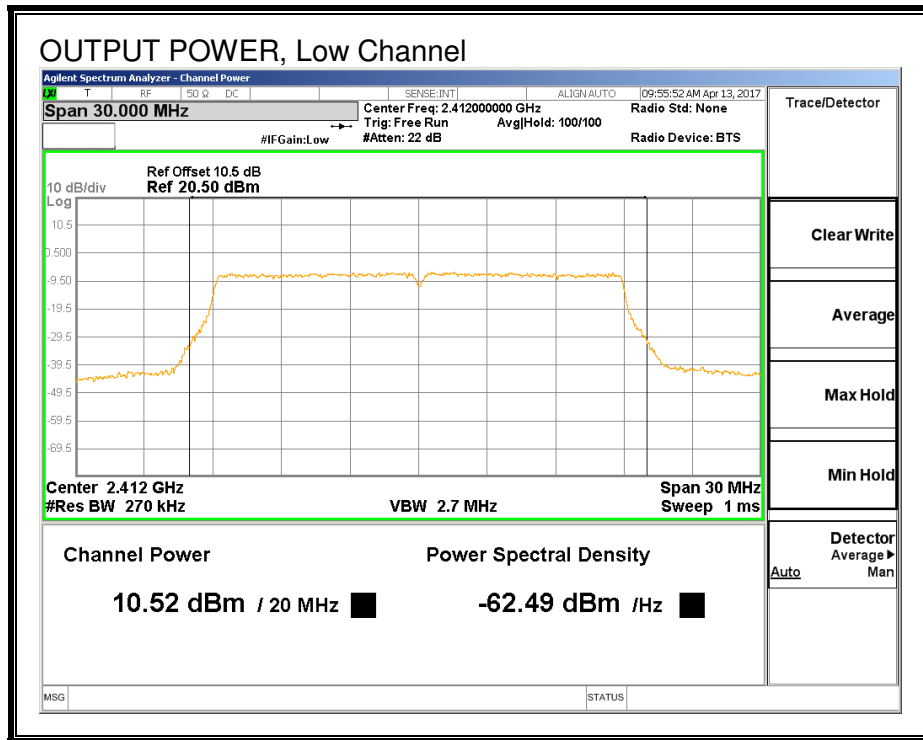 OUTPUT POWER, Low Channel
Agilent Spectrum Analyzer - Channel Power
LXI T RF 50 Ω DC SENSE:INT ALIGN AUTO 09:55:52 AM Apr 13, 2017
Span 30.000 MHz
Center Freq: 2.412000000 GHz
Radio Std: None
Trig: Free Run Avg|Hold: 100/100
#IFGain:Low #Atten: 22 dB Radio Device: BTS
Ref Offset 10.5 dB
10 dB/div Ref 20.50 dBm
Log
10.5
0.500
-9.50
-19.5
-29.5
-39.5
-49.5
-59.5
-69.5
Center 2.412 GHz Span 30 MHz
#Res BW 270 kHz VBW 2.7 MHz Sweep 1 ms
Channel Power Power Spectral Density
10.52 dBm / 20 MHz -62.49 dBm /Hz
MSG STATUS
Trace/Detector
Clear Write
Average
Max Hold
Min Hold
Detector
Average▶
Auto Man